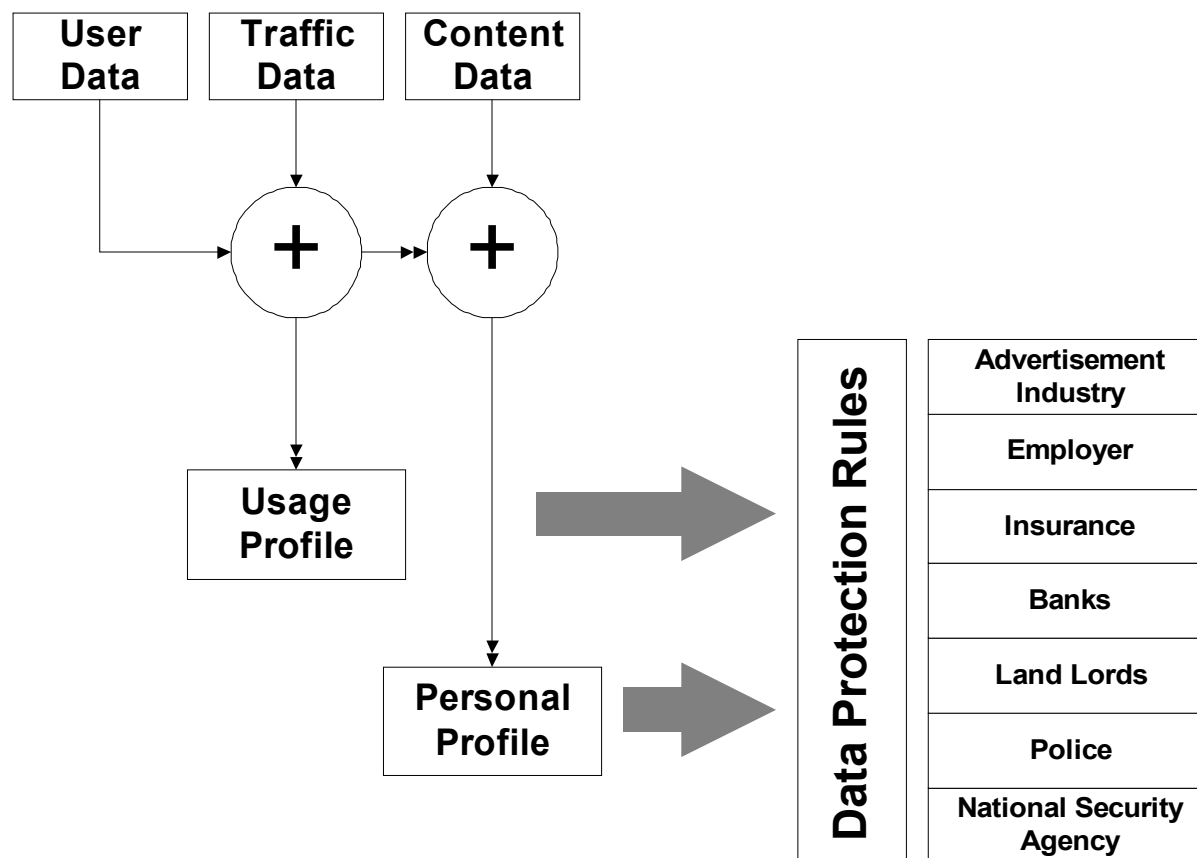 User
Data
Traffic
Data
Content
Data
+
+
Usage
Profile
Personal
Profile
Data Protection Rules
Advertisement
Industry
Employer
Insurance
Banks
Land Lords
Police
National Security
Agency